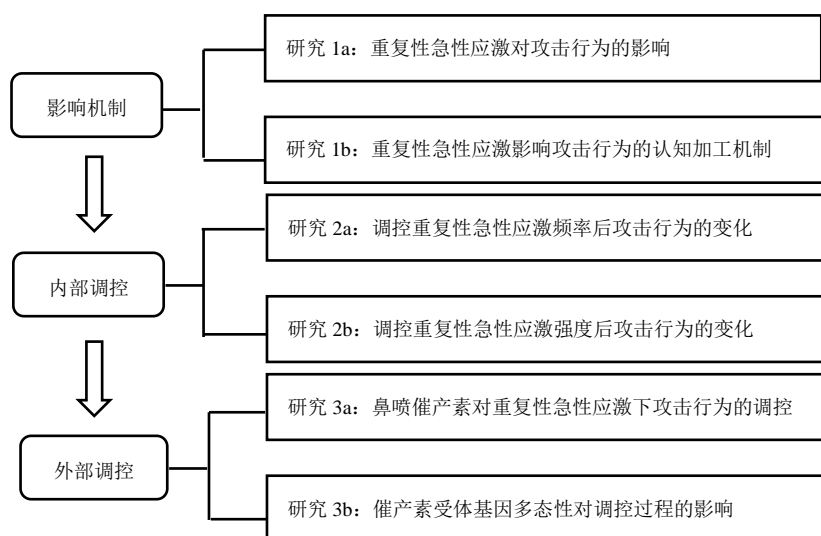 研究 1a：重复性急性应激对攻击行为的影响
影响机制
研究 1b：重复性急性应激影响攻击行为的认知加工机制
研究 2a：调控重复性急性应激频率后攻击行为的变化
内部调控
研究 2b：调控重复性急性应激强度后攻击行为的变化
研究 3a：鼻喷催产素对重复性急性应激下攻击行为的调控
外部调控
研究 3b：催产素受体基因多态性对调控过程的影响